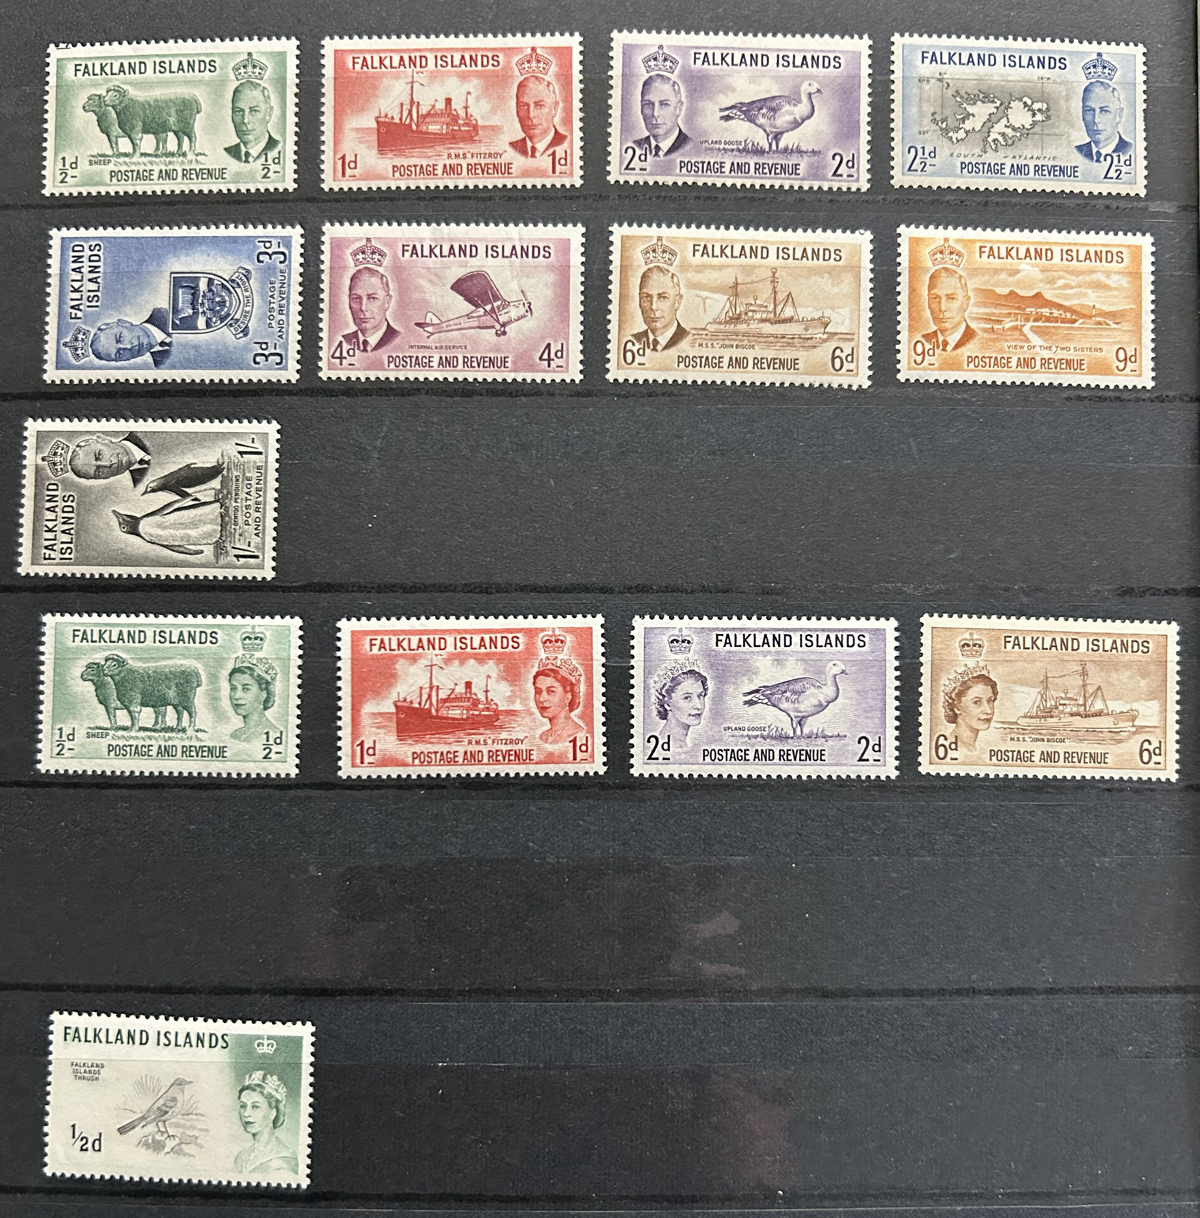 FALKLAND ISLANDS
SHEEP
½d ½d
POSTAGE AND REVENUE
FALKLAND ISLANDS
R.M.S. "FITZROY"
1d 1d
POSTAGE AND REVENUE
FALKLAND ISLANDS
UPLAND GOOSE
2d 2d
POSTAGE AND REVENUE
FALKLAND ISLANDS
SOUTH ATLANTIC
2½d 2½d
POSTAGE AND REVENUE
FALKLAND
ISLANDS
DESIRE THE RIGHT
3d 3d
POSTAGE
AND REVENUE
FALKLAND ISLANDS
INTERNAL AIR SERVICE
4d 4d
POSTAGE AND REVENUE
FALKLAND ISLANDS
M.S.S. "JOHN BISCOE"
6d 6d
POSTAGE AND REVENUE
FALKLAND ISLANDS
VIEW OF THE TWO SISTERS
9d 9d
POSTAGE AND REVENUE
FALKLAND
ISLANDS
GENTOO PENGUINS
1/- 1/-
POSTAGE
AND REVENUE
FALKLAND ISLANDS
SHEEP
½d ½d
POSTAGE AND REVENUE
FALKLAND ISLANDS
R.M.S. "FITZROY"
1d 1d
POSTAGE AND REVENUE
FALKLAND ISLANDS
UPLAND GOOSE
2d 2d
POSTAGE AND REVENUE
FALKLAND ISLANDS
M.S.S. "JOHN BISCOE"
6d 6d
POSTAGE AND REVENUE
FALKLAND ISLANDS
FALKLAND
ISLANDS
THRUSH
½d